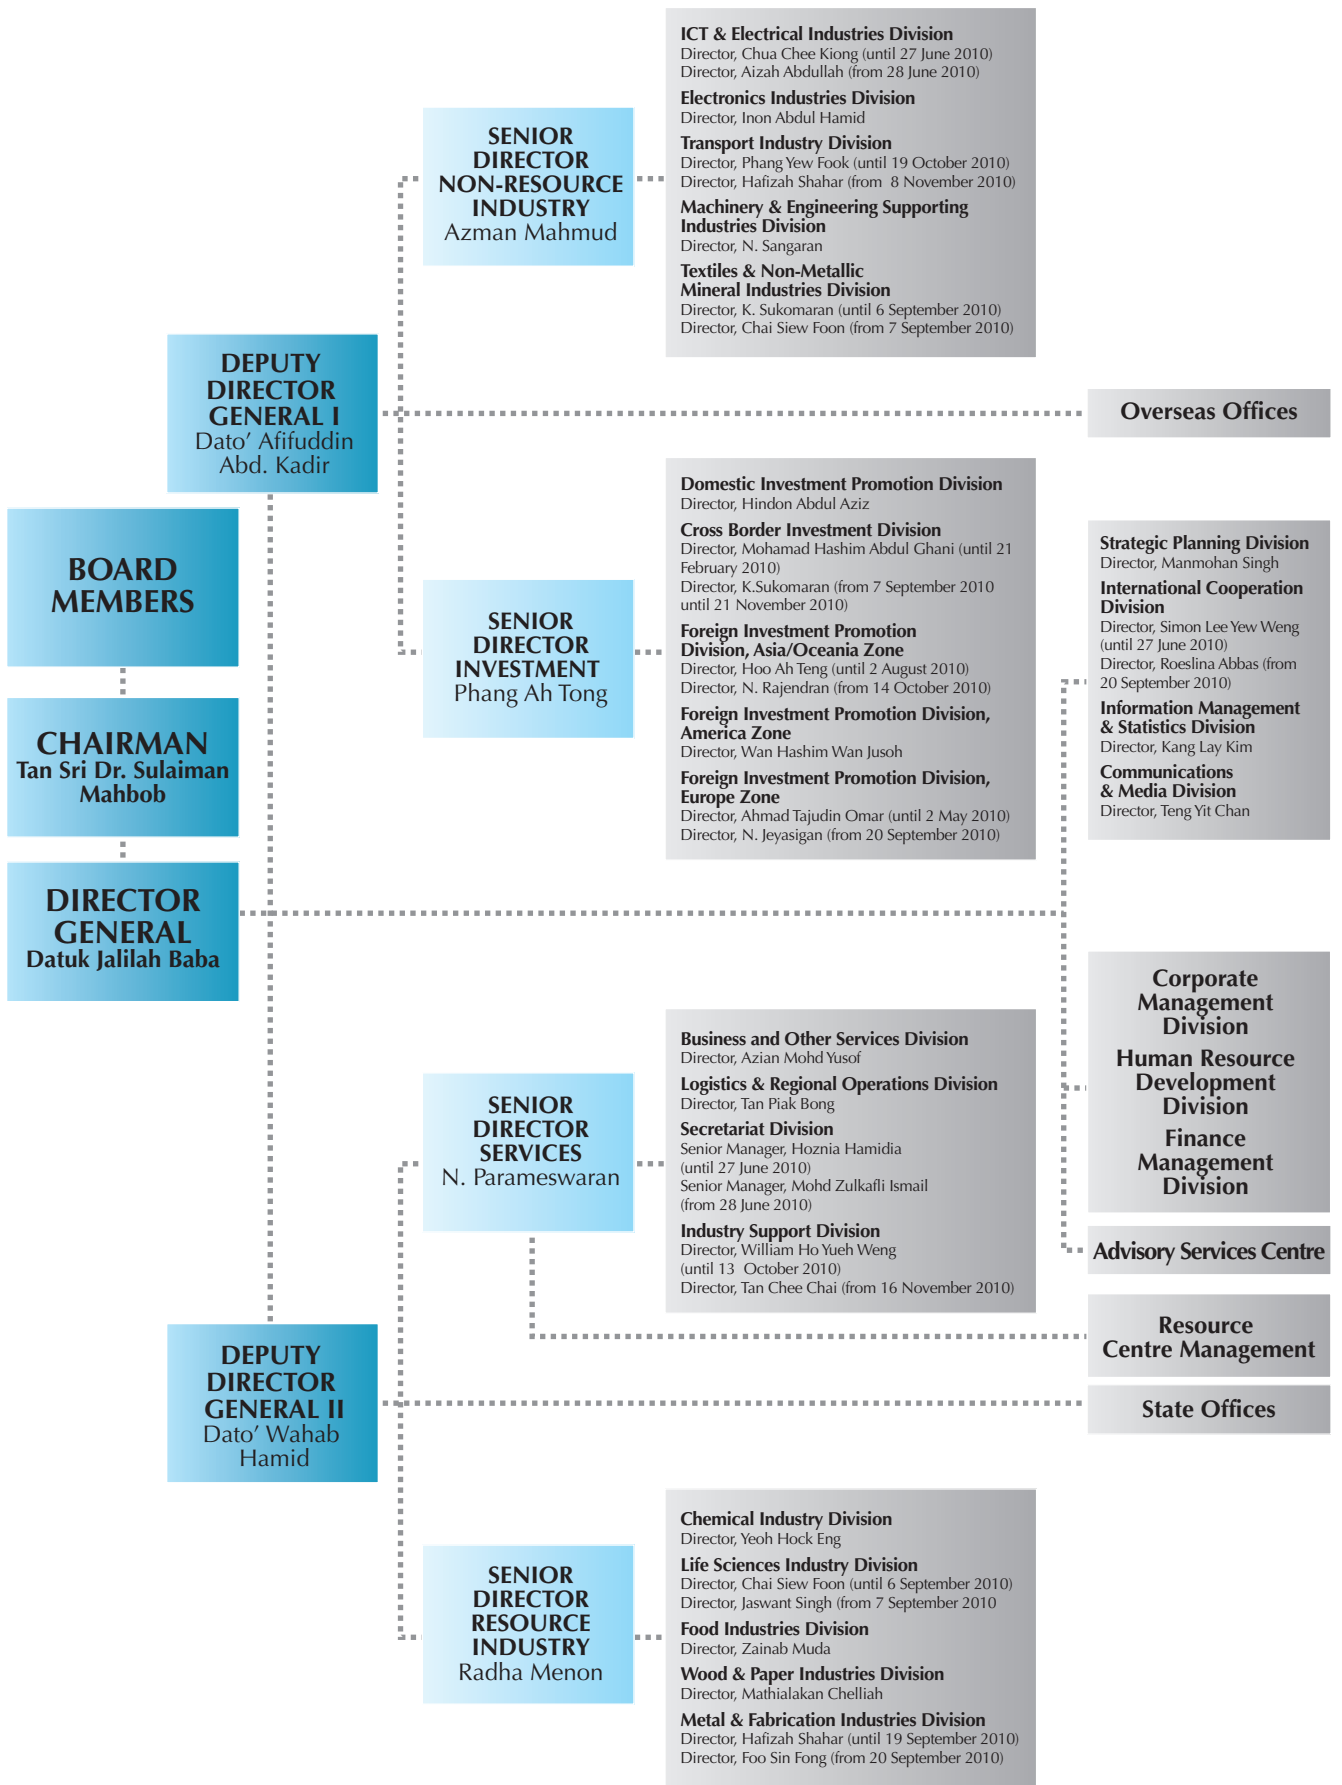 BOARD
MEMBERS
CHAIRMAN
Tan Sri Dr. Sulaiman
Mahbob
DIRECTOR
GENERAL
Datuk Jalilah Baba
DEPUTY
DIRECTOR
GENERAL I
Dato’ Afifuddin
Abd. Kadir
SENIOR
DIRECTOR
NON-RESOURCE
INDUSTRY
Azman Mahmud
ICT & Electrical Industries Division
Director, Chua Chee Kiong (until 27 June 2010)
Director, Aizah Abdullah (from 28 June 2010)
Electronics Industries Division
Director, Inon Abdul Hamid
Transport Industry Division
Director, Phang Yew Fook (until 19 October 2010)
Director, Hafizah Shahar (from 8 November 2010)
Machinery & Engineering Supporting
Industries Division
Director, N. Sangaran
Textiles & Non-Metallic
Mineral Industries Division
Director, K. Sukomaran (until 6 September 2010)
Director, Chai Siew Foon (from 7 September 2010)
Overseas Offices
SENIOR
DIRECTOR
INVESTMENT
Phang Ah Tong
Domestic Investment Promotion Division
Director, Hindon Abdul Aziz
Cross Border Investment Division
Director, Mohamad Hashim Abdul Ghani (until 21
February 2010)
Director, K.Sukomaran (from 7 September 2010
until 21 November 2010)
Foreign Investment Promotion
Division, Asia/Oceania Zone
Director, Hoo Ah Teng (until 2 August 2010)
Director, N. Rajendran (from 14 October 2010)
Foreign Investment Promotion Division,
America Zone
Director, Wan Hashim Wan Jusoh
Foreign Investment Promotion Division,
Europe Zone
Director, Ahmad Tajudin Omar (until 2 May 2010)
Director, N. Jeyasigan (from 20 September 2010)
Strategic Planning Division
Director, Manmohan Singh
International Cooperation
Division
Director, Simon Lee Yew Weng
(until 27 June 2010)
Director, Roeslina Abbas (from
20 September 2010)
Information Management
& Statistics Division
Director, Kang Lay Kim
Communications
& Media Division
Director, Teng Yit Chan
Corporate
Management
Division
Human Resource
Development
Division
Finance
Management
Division
Advisory Services Centre
DEPUTY
DIRECTOR
GENERAL II
Dato’ Wahab
Hamid
SENIOR
DIRECTOR
SERVICES
N. Parameswaran
Business and Other Services Division
Director, Azian Mohd Yusof
Logistics & Regional Operations Division
Director, Tan Piak Bong
Secretariat Division
Senior Manager, Hoznia Hamidia
(until 27 June 2010)
Senior Manager, Mohd Zulkafli Ismail
(from 28 June 2010)
Industry Support Division
Director, William Ho Yueh Weng
(until 13 October 2010)
Director, Tan Chee Chai (from 16 November 2010)
Resource
Centre Management
State Offices
SENIOR
DIRECTOR
RESOURCE
INDUSTRY
Radha Menon
Chemical Industry Division
Director, Yeoh Hock Eng
Life Sciences Industry Division
Director, Chai Siew Foon (until 6 September 2010)
Director, Jaswant Singh (from 7 September 2010
Food Industries Division
Director, Zainab Muda
Wood & Paper Industries Division
Director, Mathialakan Chelliah
Metal & Fabrication Industries Division
Director, Hafizah Shahar (until 19 September 2010)
Director, Foo Sin Fong (from 20 September 2010)